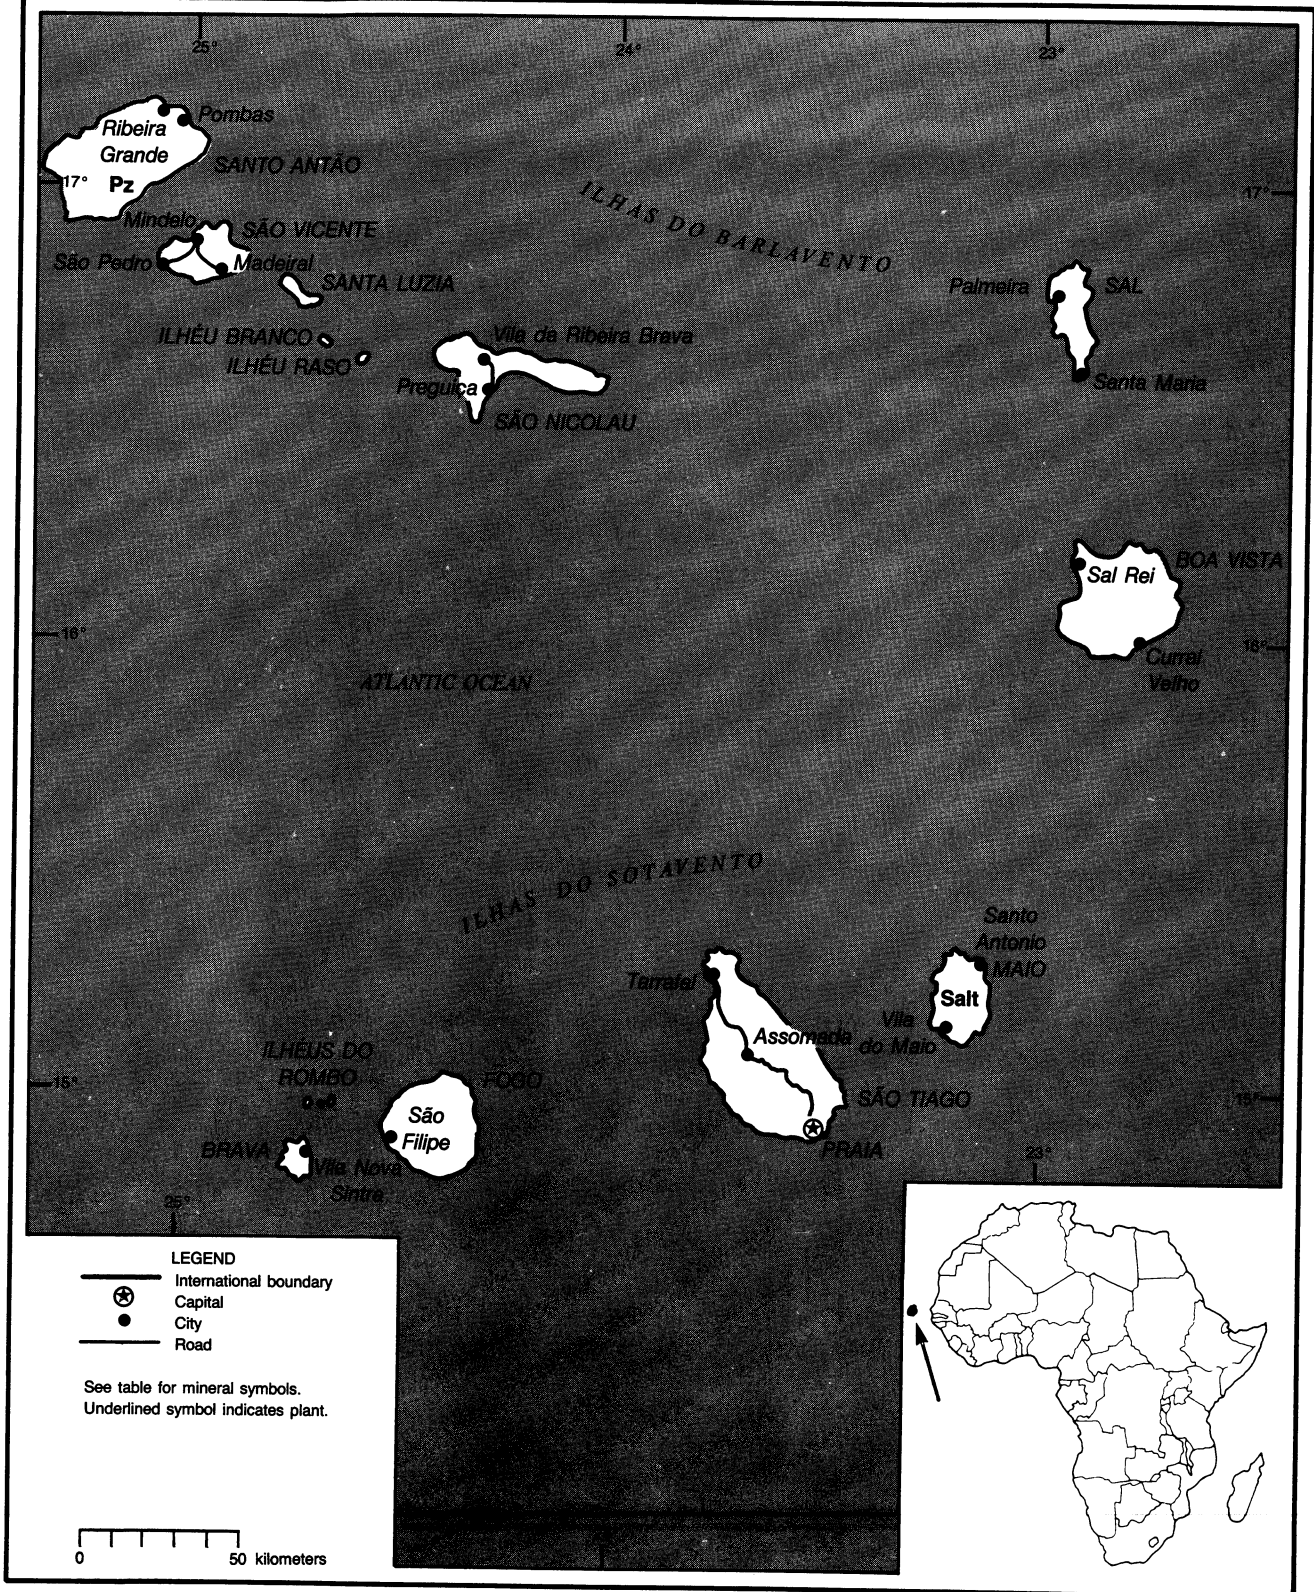 25°
24°
23°
Pombas
Ribeira
Grande
SANTO ANTÃO
17°
Pz
17°
ILHAS DO BARLAVENTO
Mindelo
SÃO VICENTE
São Pedro
Madeiral
SANTA LUZIA
Palmeira
SAL
ILHÉU BRANCO
Vila da Ribeira Brava
ILHÉU RASO
Preguiça
Santa Maria
SÃO NICOLAU
BOA VISTA
Sal Rei
16°
16°
Curral
Velho
ATLANTIC OCEAN
ILHAS DO SOTAVENTO
Santo
Antonio
MAIO
Tarrafal
Salt
Vila
do Maio
Assomada
ILHÉUS DO
ROMBO
15°
FOGO
SÃO TIAGO
15°
São
Filipe
BRAVA
PRAIA
Vila Nova
Sintra
23°
25°
LEGEND
International boundary
Capital
City
Road
See table for mineral symbols.
Underlined symbol indicates plant.
0 50 kilometers